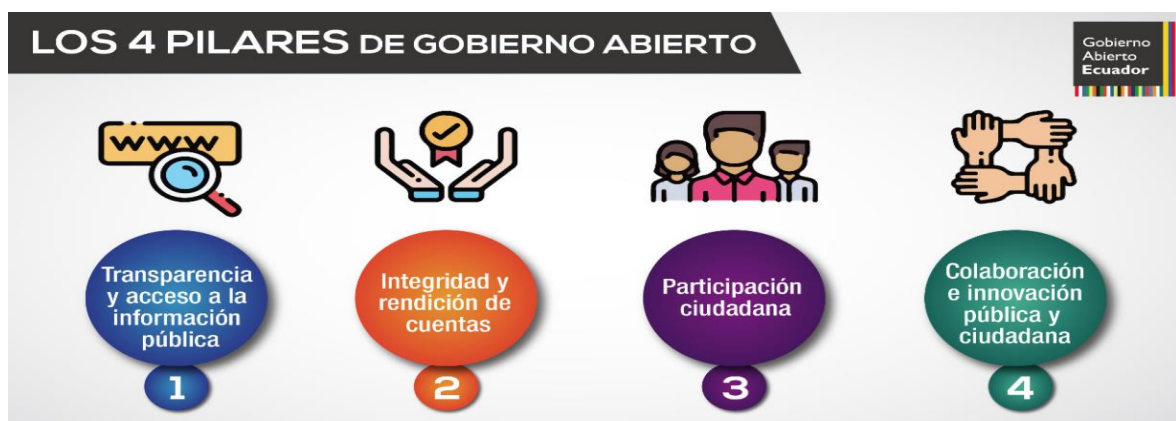 LOS 4 PILARES DE GOBIERNO ABIERTO
Gobierno
Abierto
Ecuador
www
Transparencia
y acceso a la
información
pública
1
Integridad y
rendición de
cuentas
2
Participación
ciudadana
3
Colaboración
e innovación
pública y
ciudadana
4